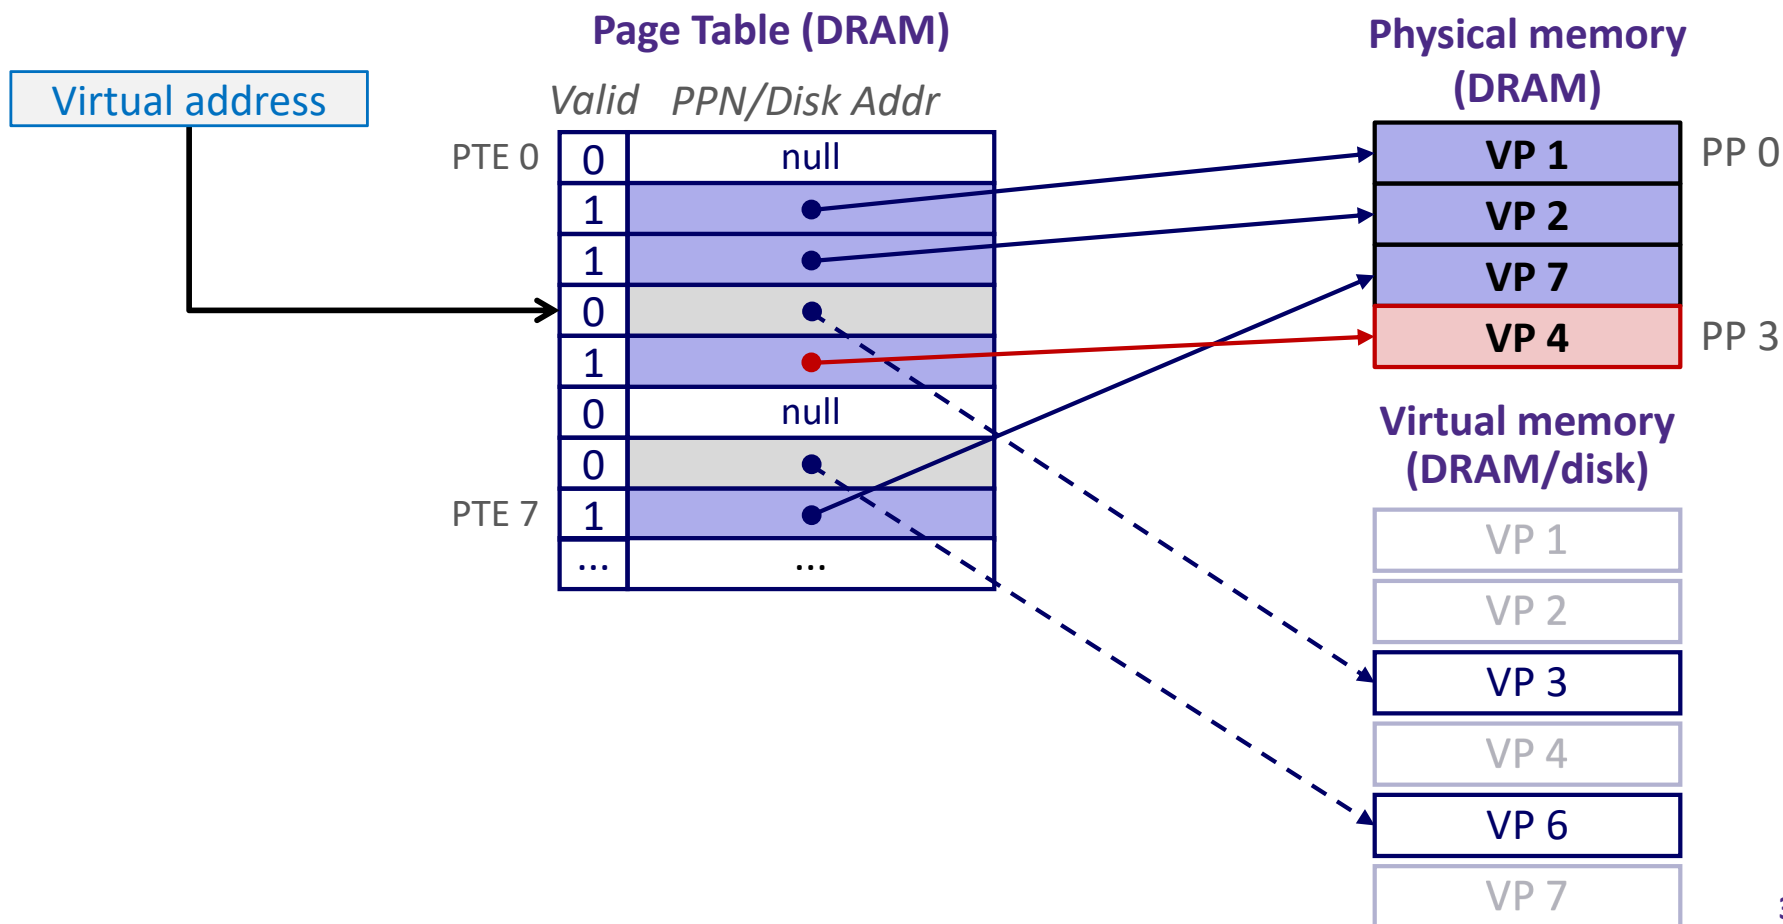 Page Table (DRAM)
Physical memory
(DRAM)
Virtual address
Valid PPN/Disk Addr
PTE 0 0 null
VP 1 PP 0
1
VP 2
1
VP 7
0
VP 4 PP 3
1
0 null
Virtual memory
(DRAM/disk)
0
PTE 7 1
... ...
VP 1
VP 2
VP 3
VP 4
VP 6
VP 7